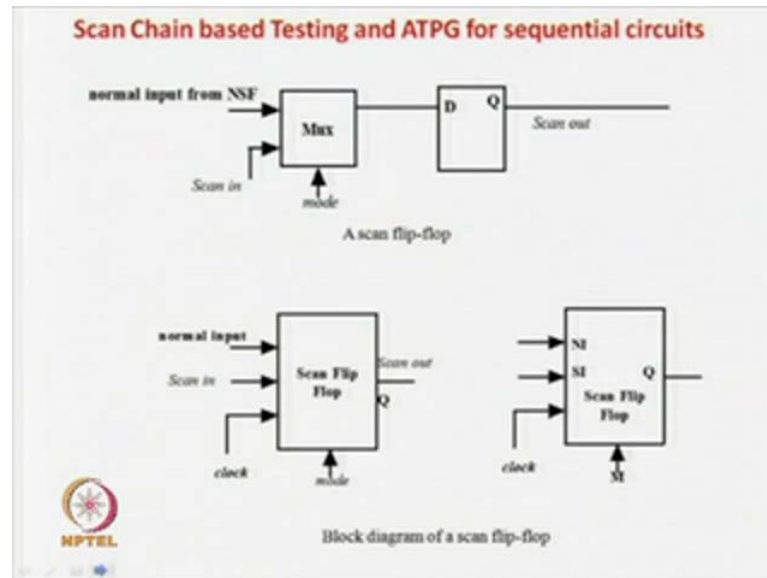 Scan Chain based Testing and ATPG for sequential circuits
normal input from NSF
Mux
D Q
Scan out
Scan in
mode
A scan flip-flop
normal input
Scan in
Scan Flip
Flop
Scan out
Q
clock
mode
NI
SI Q
Scan Flip
Flop
clock
M
Block diagram of a scan flip-flop
NPTEL